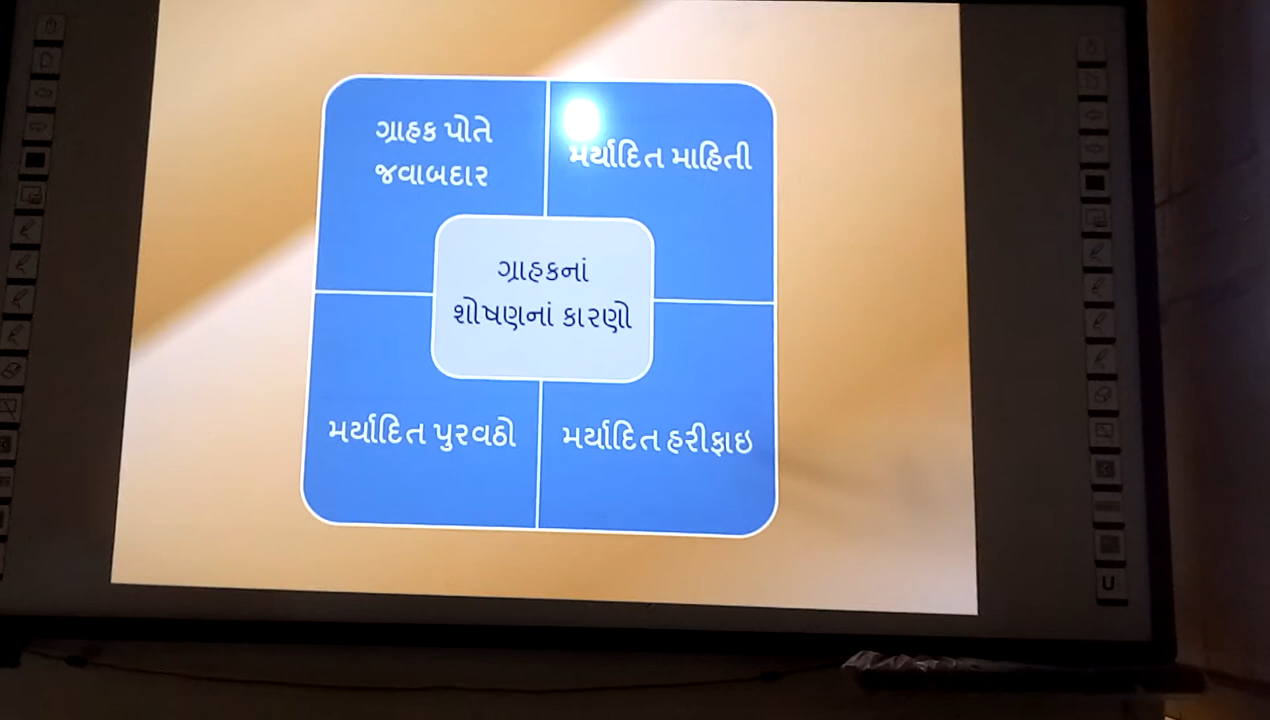 ગ્રાહક પોતે
જવાબદાર
મર્યાદિત માહિતી
ગ્રાહકનાં
શોષણનાં કારણો
મર્યાદિત પુરવઠો
મર્યાદિત હરીફાઇ